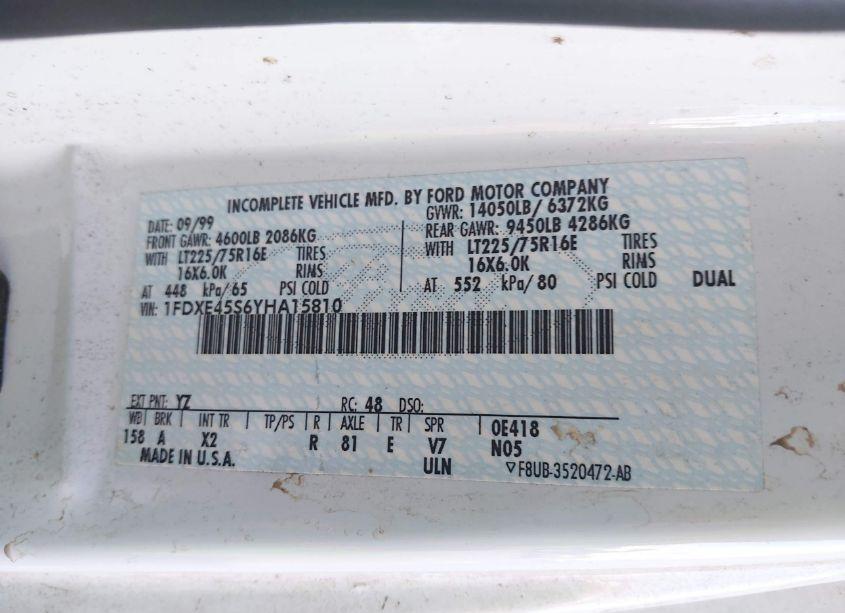 INCOMPLETE VEHICLE MFD. BY FORD MOTOR COMPANY
DATE: 09/99 GVWR: 14050LB/ 6372KG
FRONT GAWR: 4600LB 2086KG REAR GAWR: 9450LB 4286KG
WITH LT225/75R16E TIRES WITH LT225/75R16E TIRES
16X6.0K RIMS 16X6.0K RIMS
AT 448 kPa/65 PSI COLD AT 552 kPa/80 PSI COLD DUAL
VIN: 1FDXE45S6YHA15810
EXT PNT: YZ RC: 48 DSO:
WB BRK INT TR TP/PS R AXLE TR SPR 0E418
158 A X2 R 81 E V7 N05
MADE IN U.S.A. ULN ▽F8UB-3520472-AB